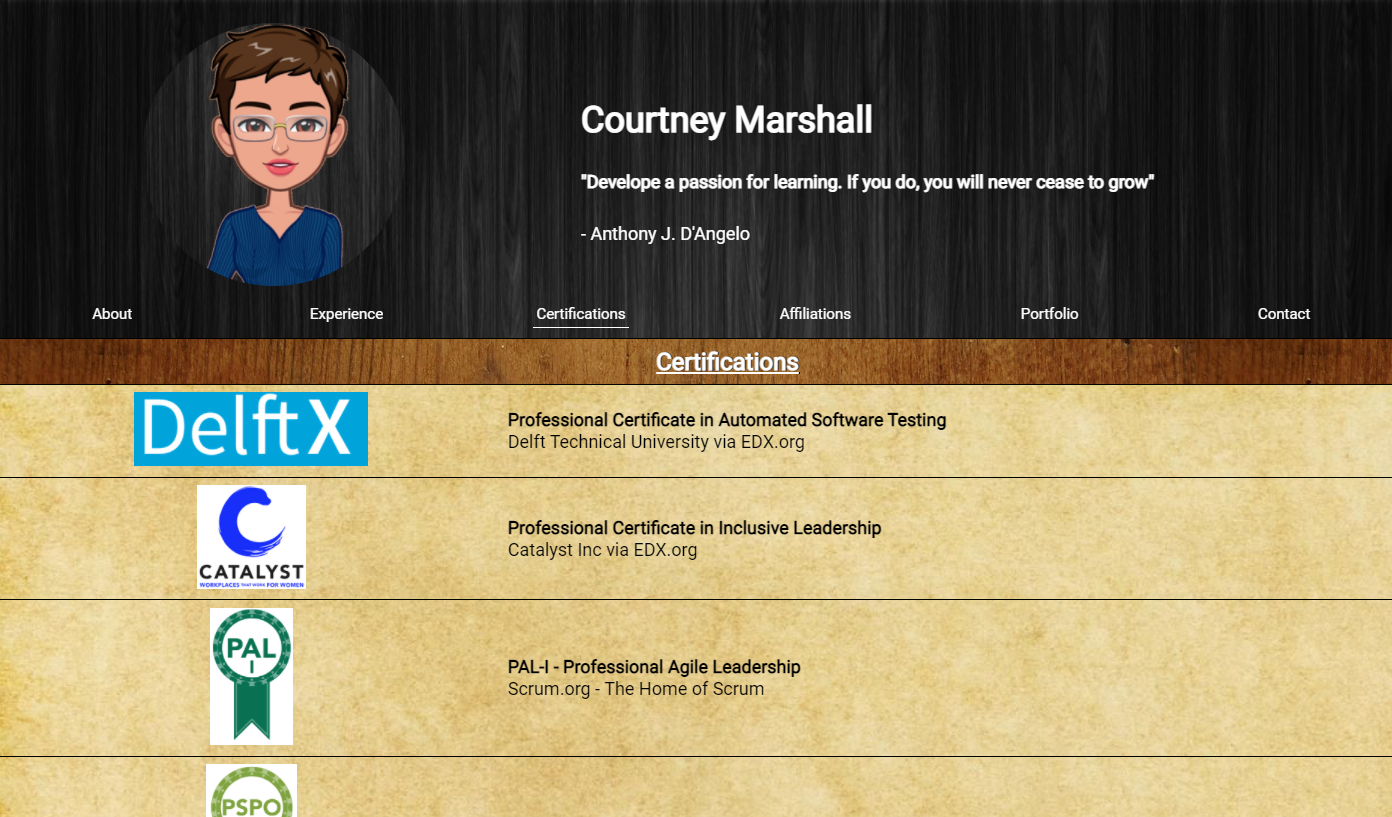 Courtney Marshall
"Develope a passion for learning. If you do, you will never cease to grow"
- Anthony J. D'Angelo
About Experience Certifications Affiliations Portfolio Contact
Certifications
DelftX
Professional Certificate in Automated Software Testing
Delft Technical University via EDX.org
CATALYST
WORKPLACES THAT WORK FOR WOMEN
Professional Certificate in Inclusive Leadership
Catalyst Inc via EDX.org
PAL
I
PAL-I - Professional Agile Leadership
Scrum.org - The Home of Scrum
PSPO